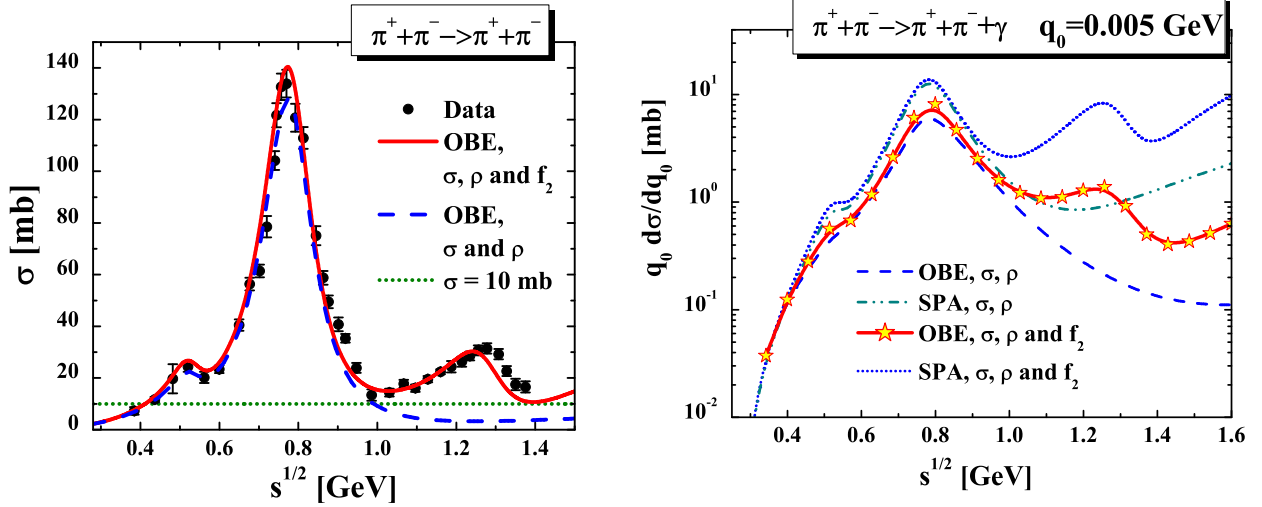 π⁺+π⁻->π⁺+π⁻
140
120
100
80
60
40
20
0
σ [mb]
Data
OBE,
σ, ρ and f₂
OBE,
σ and ρ
σ = 10 mb
0.4 0.6 0.8 1.0 1.2 1.4
s^1/2 [GeV]
π⁺+π⁻->π⁺+π⁻+γ q₀=0.005 GeV
10¹
10⁰
10⁻¹
10⁻²
q₀ dσ/dq₀ [mb]
OBE, σ, ρ
SPA, σ, ρ
OBE, σ, ρ and f₂
SPA, σ, ρ and f₂
0.4 0.6 0.8 1.0 1.2 1.4 1.6
s^1/2 [GeV]